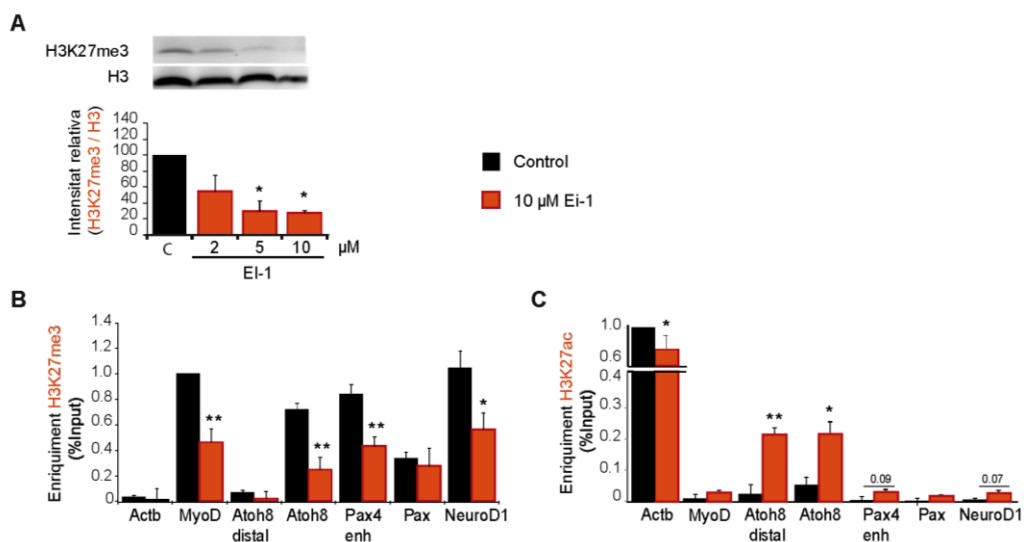 A
H3K27me3
H3
Intensitat relativa
(H3K27me3 / H3)
140
120
100
80
60
40
20
0
*
*
C
2
5
10
µM
EI-1
Control
10 µM Ei-1
B
Enriquiment H3K27me3
(%Input)
1.4
1.2
1.0
0.8
0.6
0.4
0.2
0
**
**
**
*
Actb
MyoD
Atoh8
distal
Atoh8
Pax4
enh
Pax
NeuroD1
C
Enriquiment H3K27ac
(%Input)
1.0
0.6
0.4
0.3
0.2
0.1
0
*
**
*
0.09
0.07
Actb
MyoD
Atoh8
distal
Atoh8
Pax4
enh
Pax
NeuroD1